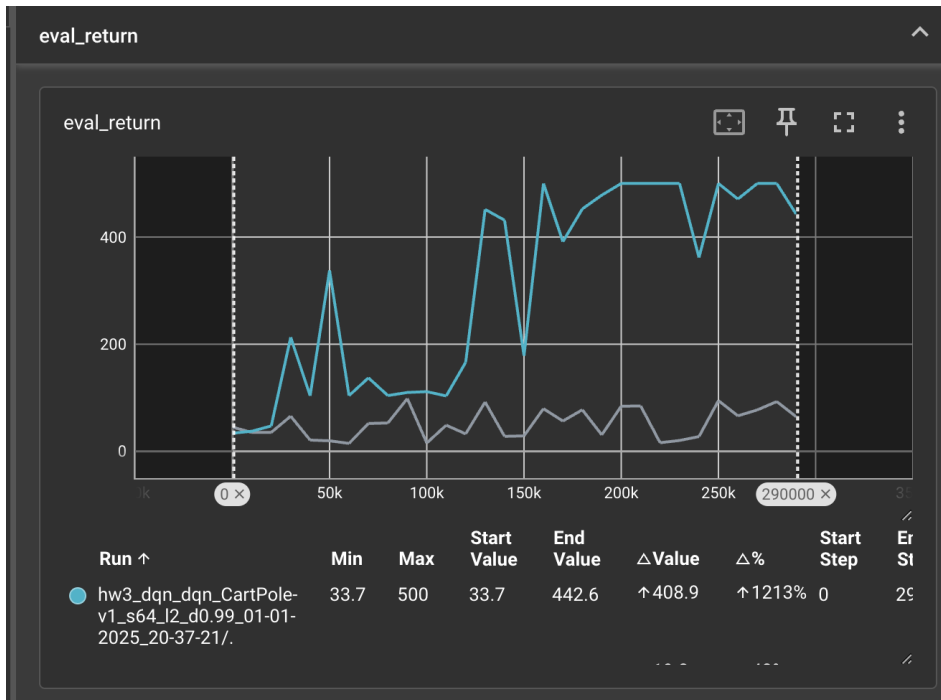 eval_return
eval_return
400
200
0
0 ×
50k
100k
150k
200k
250k
290000 ×
Run ↑ Min Max Start Value End Value △Value △% Start Step
hw3_dqn_dqn_CartPole- 33.7 500 33.7 442.6 ↑408.9 ↑1213% 0
v1_s64_l2_d0.99_01-01-
2025_20-37-21/.